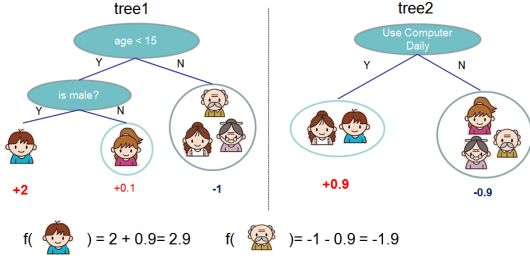 tree1
tree2
age < 15
Use Computer
Daily
Y
N
Y
N
is male?
Y
N
+2
+0.1
-1
+0.9
-0.9
f( ) = 2 + 0.9= 2.9
f( )= -1 - 0.9 = -1.9